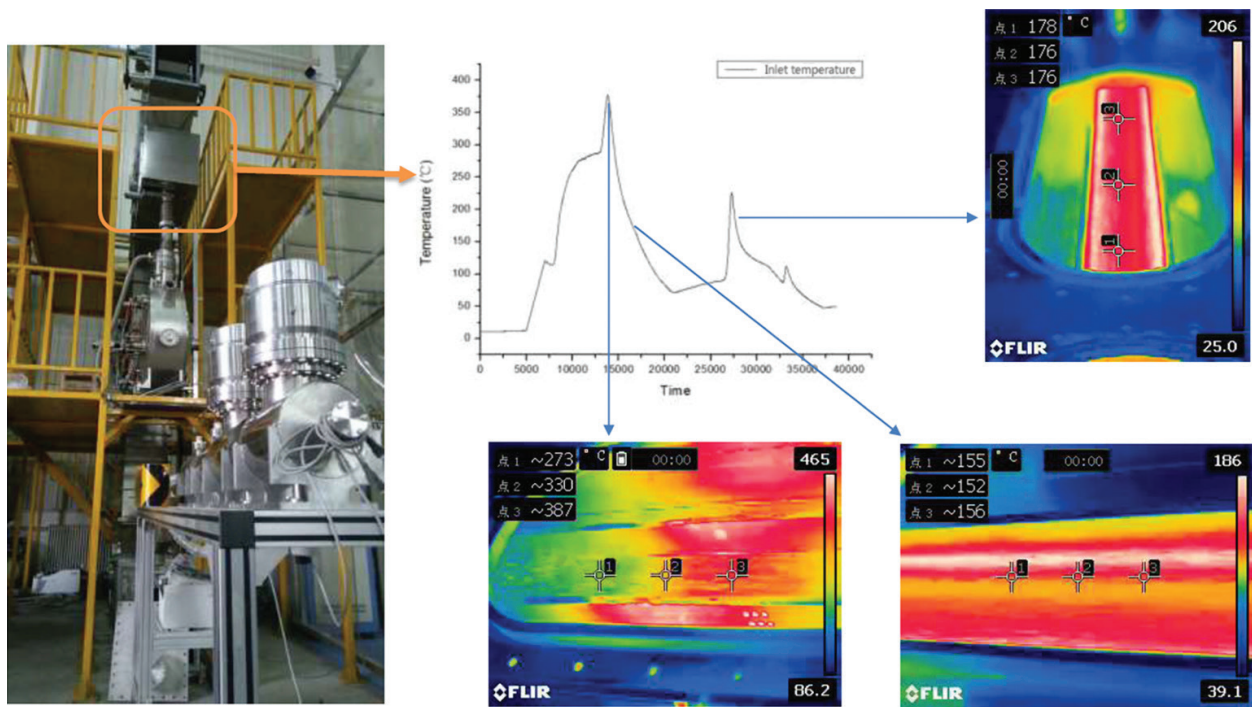 Inlet temperature
400
350
300
250
200
150
100
50
0
Temperature (℃)
0 5000 10000 15000 20000 25000 30000 35000 40000
Time
点1 178 °C 206
点2 176
点3 176
00:00
3
2
1
FLIR 25.0
点1 ~273 °C 00:00 465
点2 ~330
点3 ~387
1 2 3
FLIR 86.2
点1 ~155 °C 00:00 186
点2 ~152
点3 ~156
1 2 3
FLIR 39.1